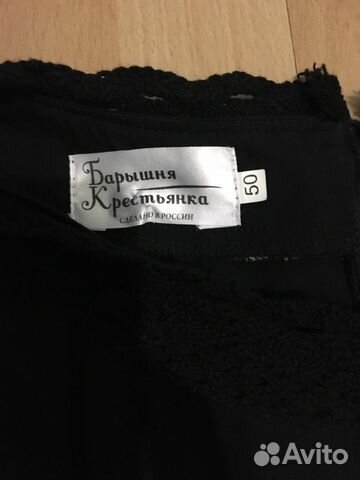 Барышня
Крестьянка
СДЕЛАНО В РОССИИ
50
Avito